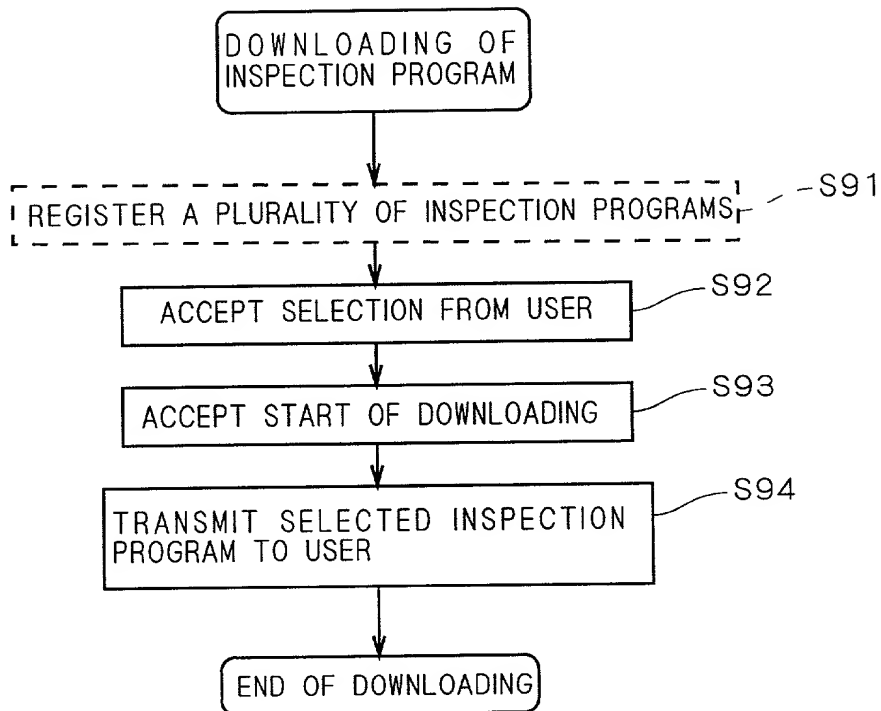 DOWNLOADING OF
INSPECTION PROGRAM
REGISTER A PLURALITY OF INSPECTION PROGRAMS
S91
ACCEPT SELECTION FROM USER
S92
ACCEPT START OF DOWNLOADING
S93
TRANSMIT SELECTED INSPECTION
PROGRAM TO USER
S94
END OF DOWNLOADING